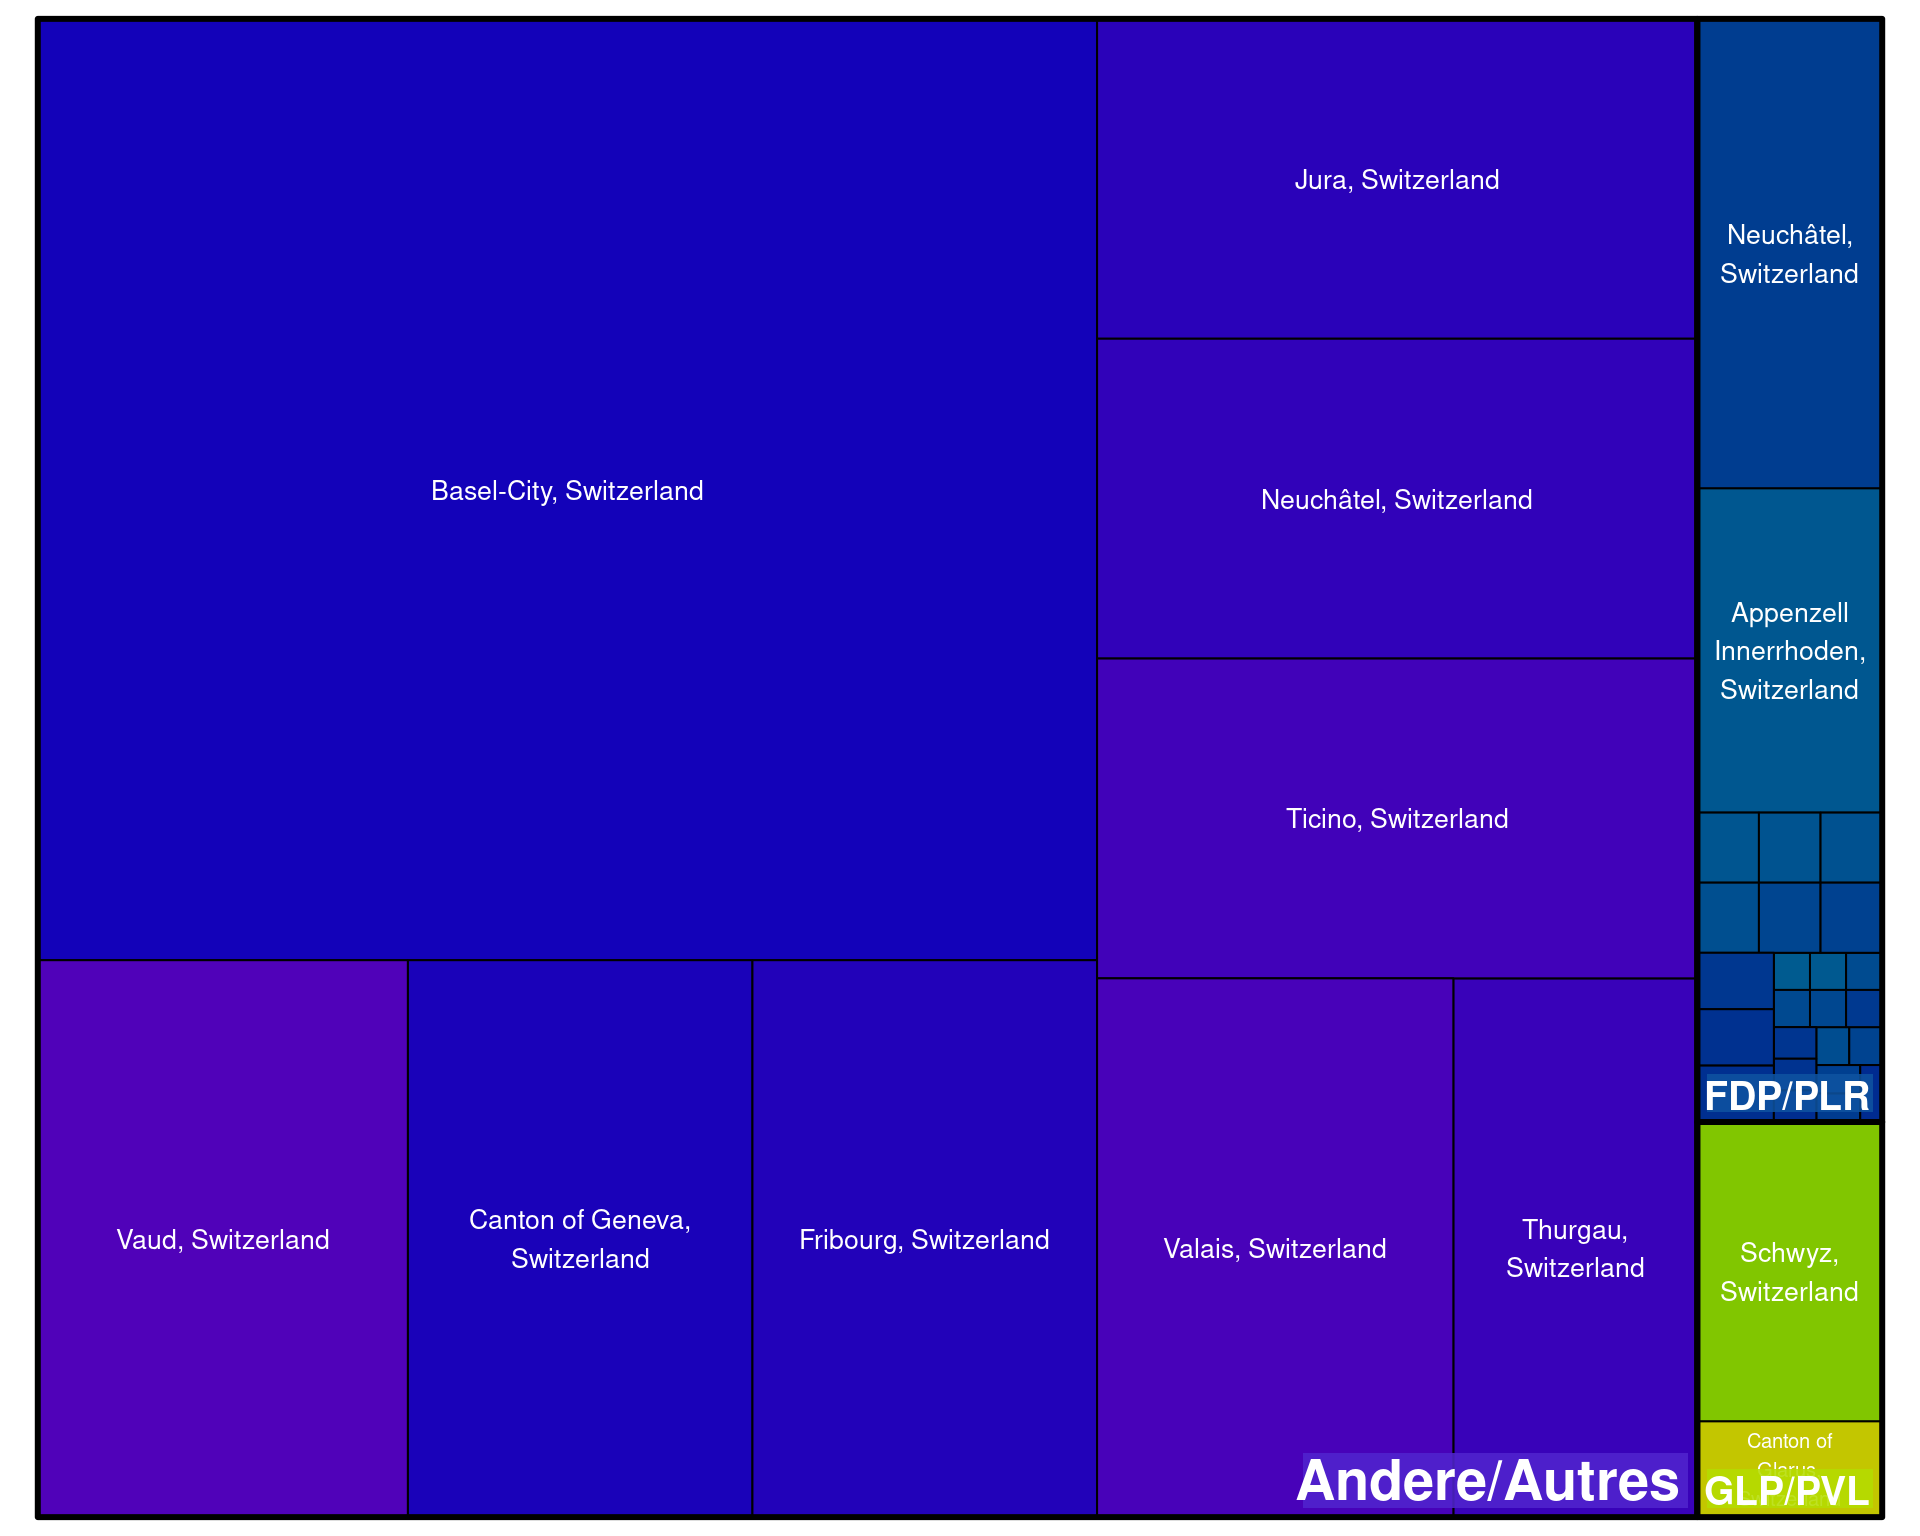 Basel-City, Switzerland
Jura, Switzerland
Neuchâtel, Switzerland
Ticino, Switzerland
Vaud, Switzerland
Canton of Geneva,
Switzerland
Fribourg, Switzerland
Valais, Switzerland
Thurgau,
Switzerland
Andere/Autres
Neuchâtel,
Switzerland
Appenzell
Innerrhoden,
Switzerland
FDP/PLR
Schwyz,
Switzerland
Canton of
Glarus,
GLP/PVL